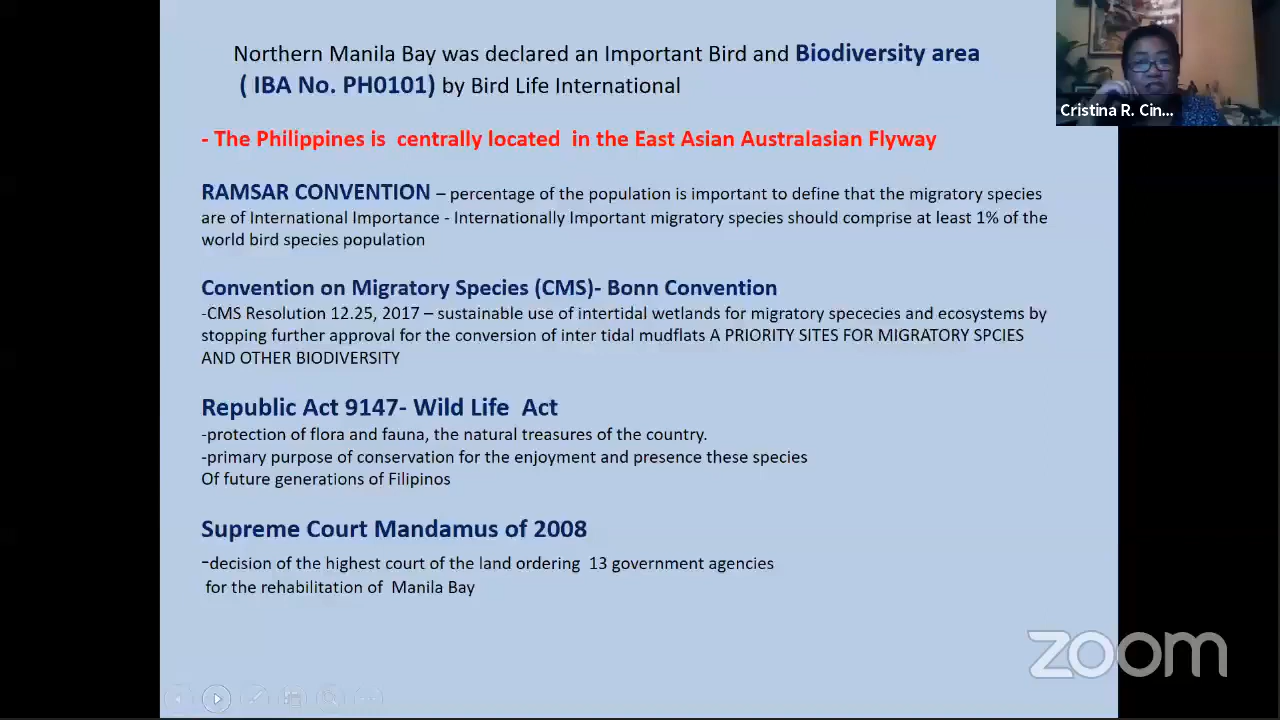 Northern Manila Bay was declared an Important Bird and Biodiversity area
( IBA No. PH0101) by Bird Life International
- The Philippines is centrally located in the East Asian Australasian Flyway
RAMSAR CONVENTION – percentage of the population is important to define that the migratory species
are of International Importance - Internationally Important migratory species should comprise at least 1% of the
world bird species population
Convention on Migratory Species (CMS)- Bonn Convention
-CMS Resolution 12.25, 2017 – sustainable use of intertidal wetlands for migratory spececies and ecosystems by
stopping further approval for the conversion of inter tidal mudflats A PRIORITY SITES FOR MIGRATORY SPCIES
AND OTHER BIODIVERSITY
Republic Act 9147- Wild Life Act
-protection of flora and fauna, the natural treasures of the country.
-primary purpose of conservation for the enjoyment and presence these species
Of future generations of Filipinos
Supreme Court Mandamus of 2008
-decision of the highest court of the land ordering 13 government agencies
for the rehabilitation of Manila Bay
Cristina R. Cin...
zoom